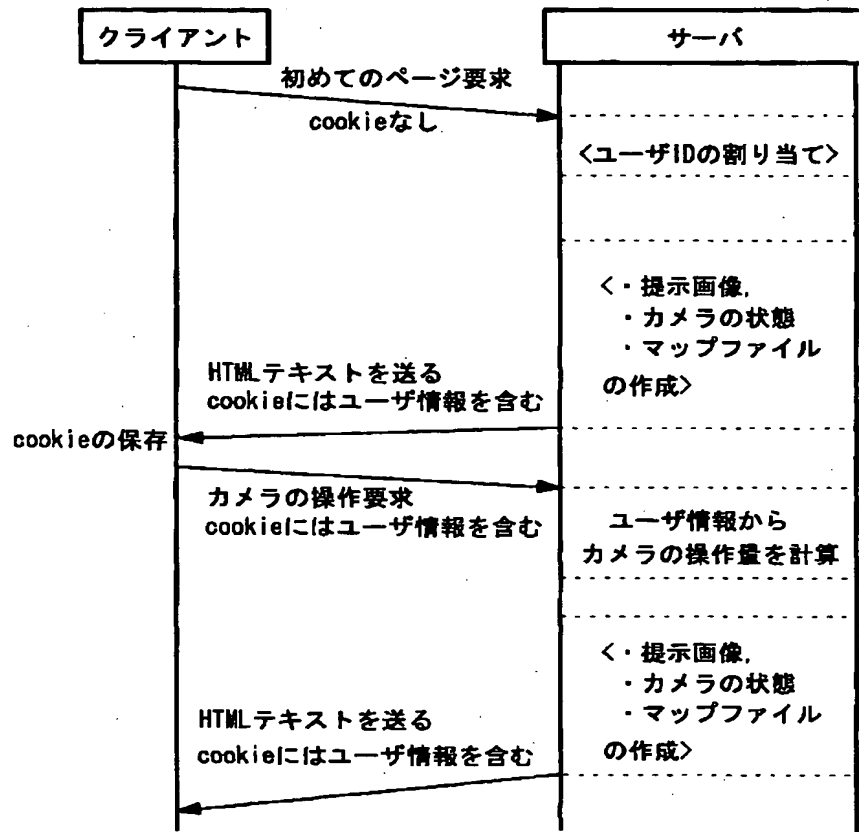 クライアント
サーバ
初めてのページ要求
cookieなし
<ユーザIDの割り当て>
<・提示画像,
・カメラの状態
・マップファイル
の作成>
HTMLテキストを送る
cookieにはユーザ情報を含む
cookieの保存
カメラの操作要求
cookieにはユーザ情報を含む
ユーザ情報から
カメラの操作量を計算
<・提示画像,
・カメラの状態
・マップファイル
の作成>
HTMLテキストを送る
cookieにはユーザ情報を含む